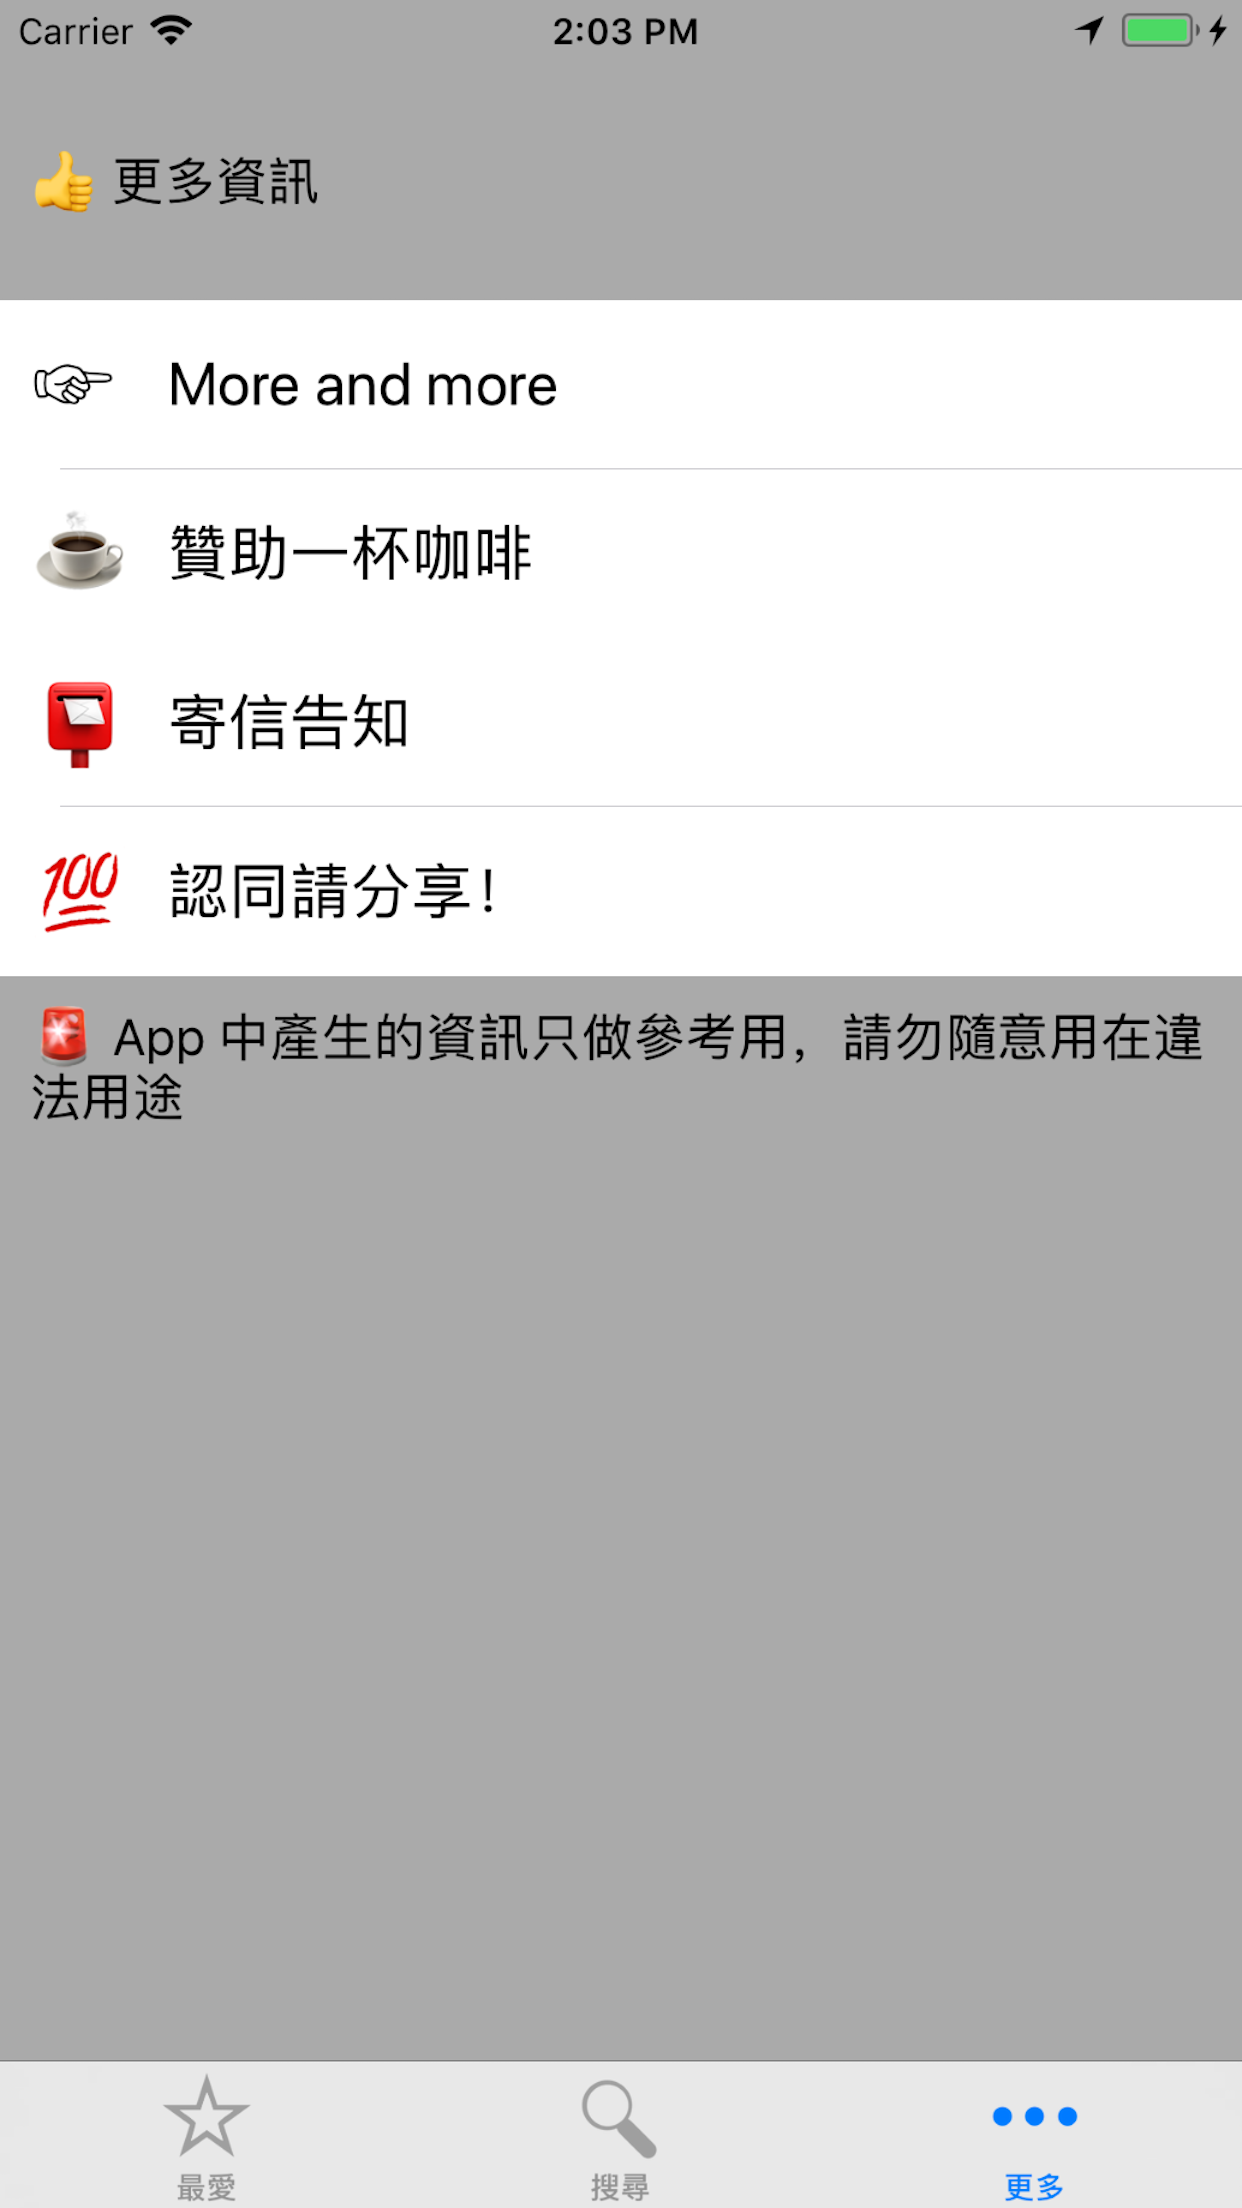 Carrier 2:03 PM
👍 更多資訊
More and more
贊助一杯咖啡
寄信告知
💯 認同請分享！
🚨 App 中產生的資訊只做參考用，請勿隨意用在違
法用途
最愛 搜尋 更多